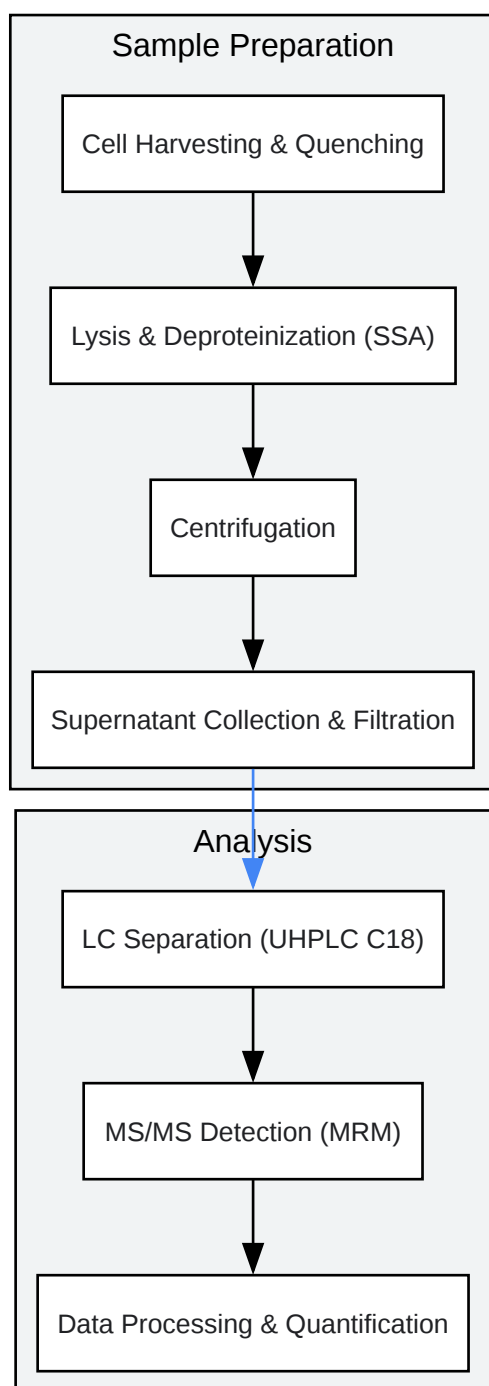 Sample Preparation
Cell Harvesting & Quenching
Lysis & Deproteinization (SSA)
Centrifugation
Supernatant Collection & Filtration
Analysis
LC Separation (UHPLC C18)
MS/MS Detection (MRM)
Data Processing & Quantification